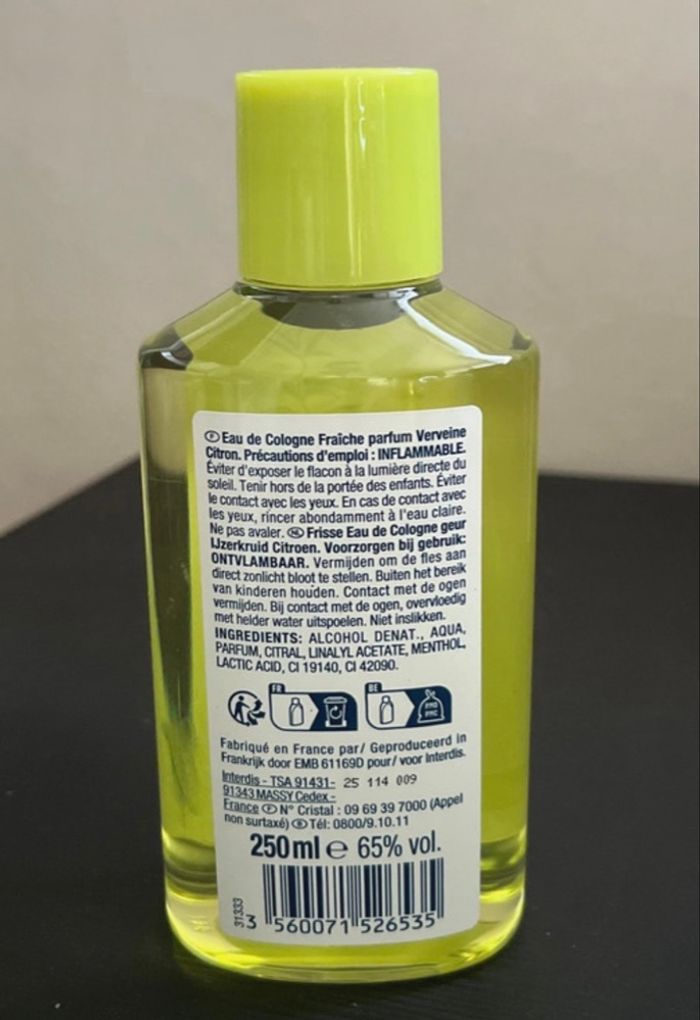 Ⓕ Eau de Cologne Fraîche parfum Verveine
Citron. Précautions d'emploi : INFLAMMABLE.
Éviter d'exposer le flacon à la lumière directe du
soleil. Tenir hors de la portée des enfants. Éviter
le contact avec les yeux. En cas de contact avec
les yeux, rincer abondamment à l'eau claire.
Ne pas avaler. NL Frisse Eau de Cologne geur
IJzerkruid Citroen. Voorzorgen bij gebruik:
ONTVLAMBAAR. Vermijden om de fles aan
direct zonlicht bloot te stellen. Buiten het bereik
van kinderen houden. Contact met de ogen
vermijden. Bij contact met de ogen, overvloedig
met helder water uitspoelen. Niet inslikken.
INGREDIENTS: ALCOHOL DENAT., AQUA,
PARFUM, CITRAL, LINALYL ACETATE, MENTHOL,
LACTIC ACID, CI 19140, CI 42090.
FR BE
PMD
PMC
Fabriqué en France par/ Geproduceerd in
Frankrijk door EMB 61169D pour/ voor Interdis.
Interdis - TSA 91431- 25 114 009
91343 MASSY Cedex -
France Ⓕ N° Cristal : 09 69 39 7000 (Appel
non surtaxé) Ⓑ Tél: 0800/9.10.11
250ml e 65% vol.
31333
3 560071 526535